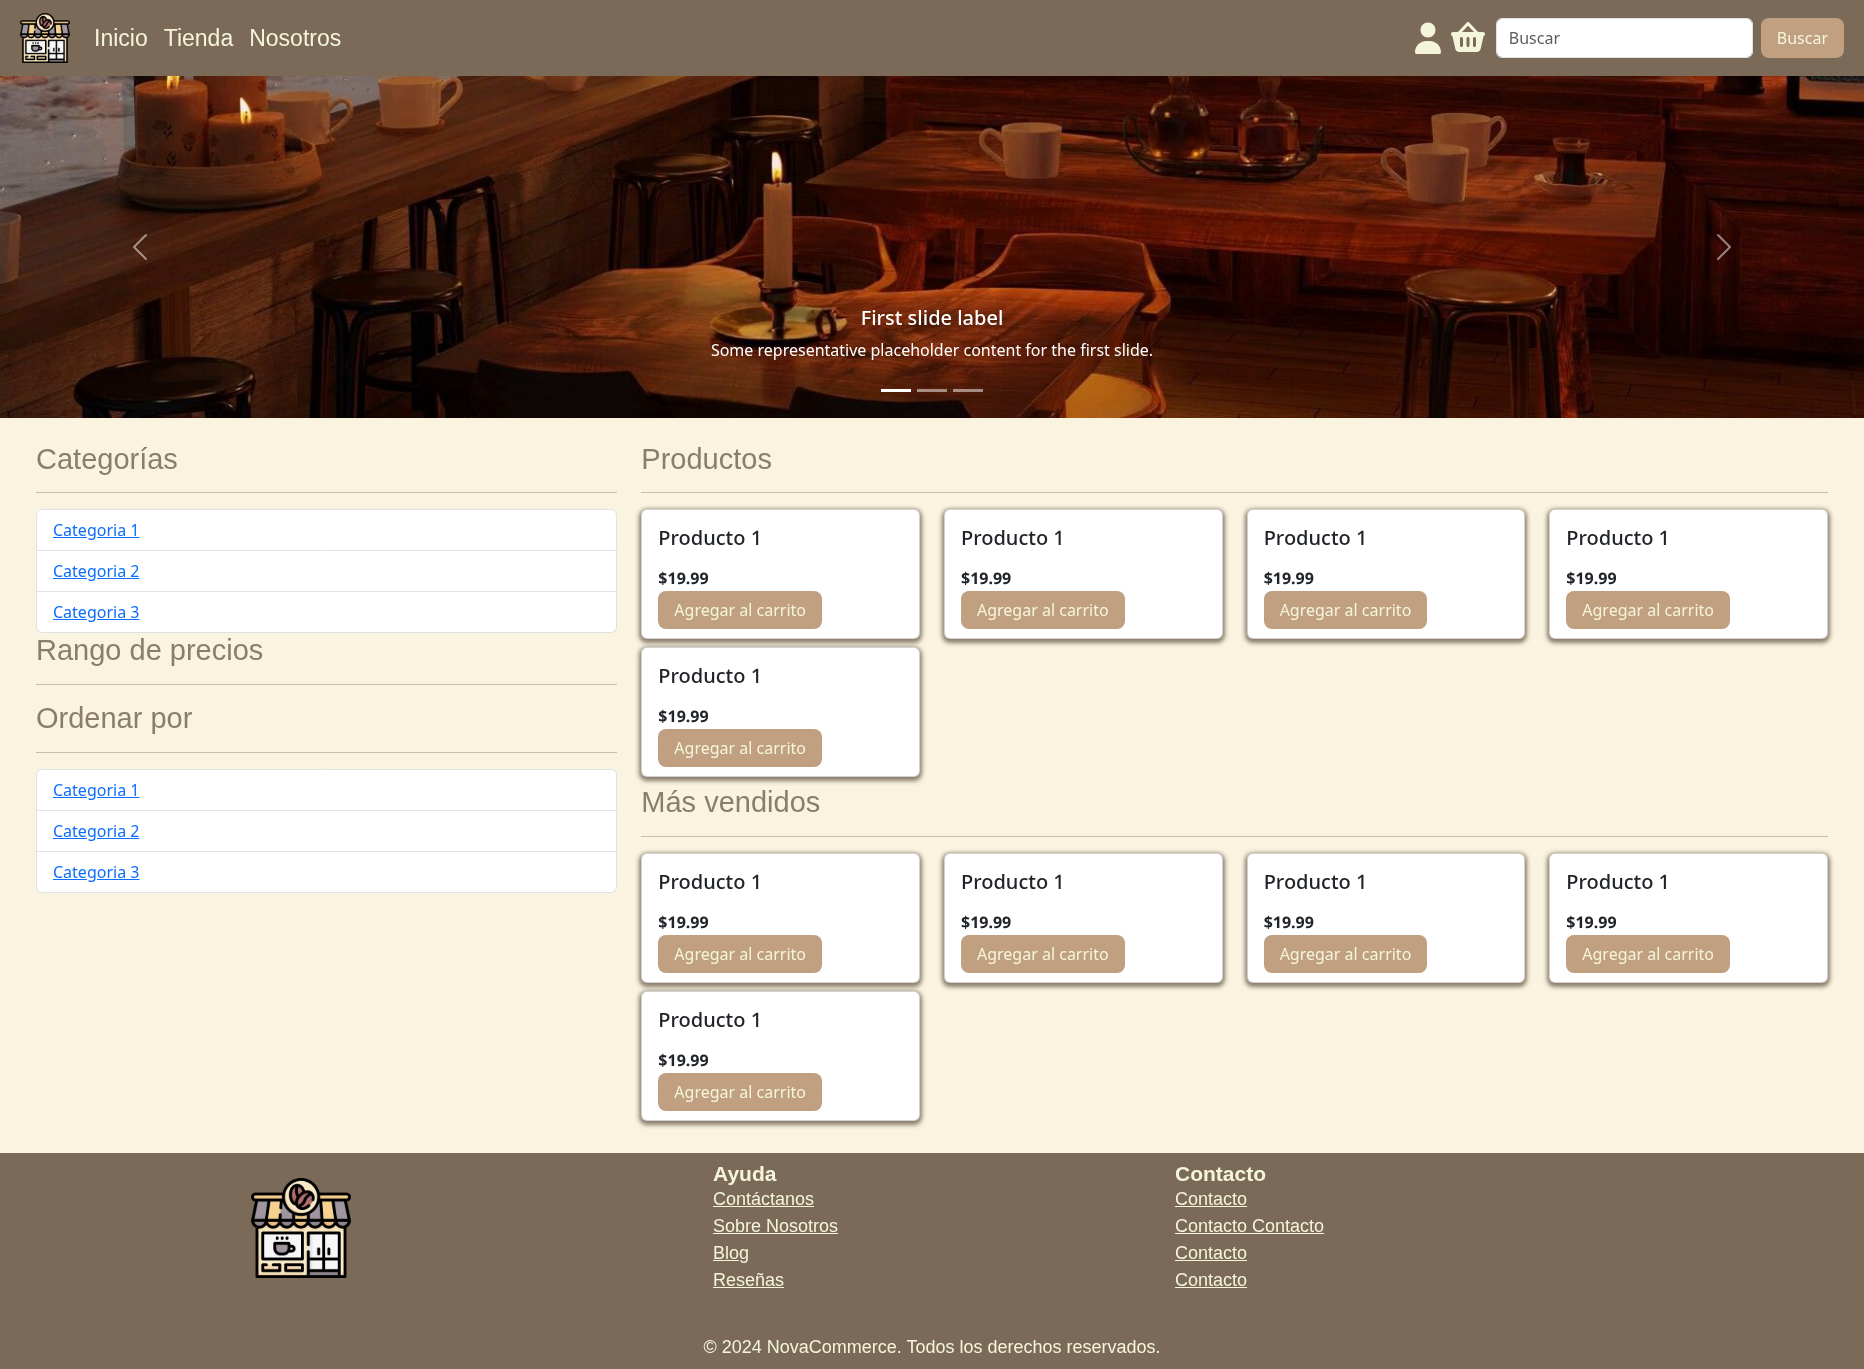 Inicio Tienda Nosotros
Buscar
Buscar
First slide label
Some representative placeholder content for the first slide.
Categorías
Categoria 1
Categoria 2
Categoria 3
Rango de precios
Ordenar por
Categoria 1
Categoria 2
Categoria 3
Productos
Producto 1
$19.99
Agregar al carrito
Producto 1
$19.99
Agregar al carrito
Producto 1
$19.99
Agregar al carrito
Producto 1
$19.99
Agregar al carrito
Producto 1
$19.99
Agregar al carrito
Más vendidos
Producto 1
$19.99
Agregar al carrito
Producto 1
$19.99
Agregar al carrito
Producto 1
$19.99
Agregar al carrito
Producto 1
$19.99
Agregar al carrito
Producto 1
$19.99
Agregar al carrito
Ayuda
Contáctanos
Sobre Nosotros
Blog
Reseñas
Contacto
Contacto
Contacto Contacto
Contacto
Contacto
© 2024 NovaCommerce. Todos los derechos reservados.